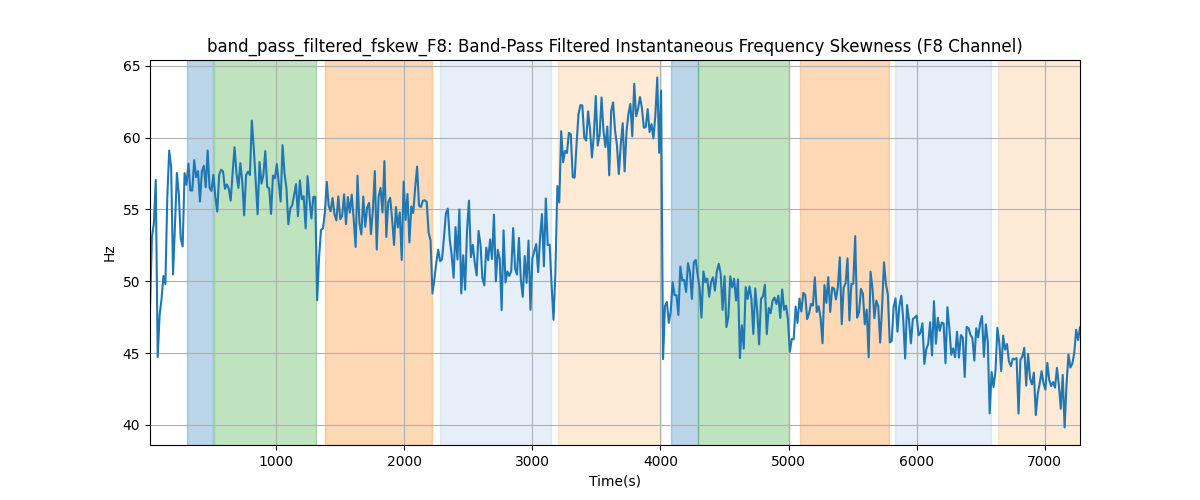 band_pass_filtered_fskew_F8: Band-Pass Filtered Instantaneous Frequency Skewness (F8 Channel)
65
60
55
50
45
40
Hz
1000 2000 3000 4000 5000 6000 7000
Time(s)